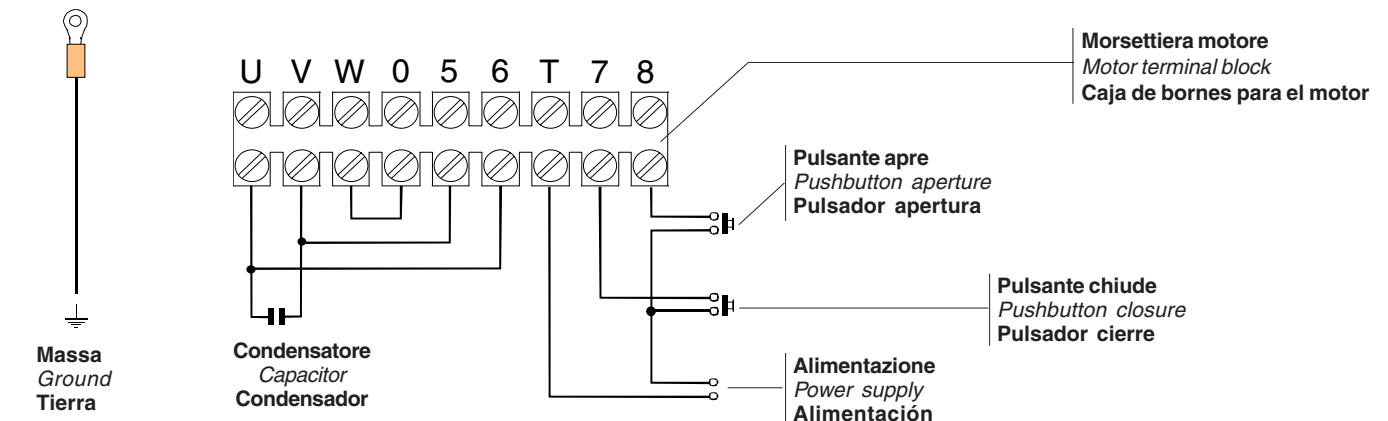 U V W 0 5 6 T 7 8
Morsettiera motore
Motor terminal block
Caja de bornes para el motor
Pulsante apre
Pushbutton aperture
Pulsador apertura
Pulsante chiude
Pushbutton closure
Pulsador cierre
Massa
Ground
Tierra
Condensatore
Capacitor
Condensador
Alimentazione
Power supply
Alimentación